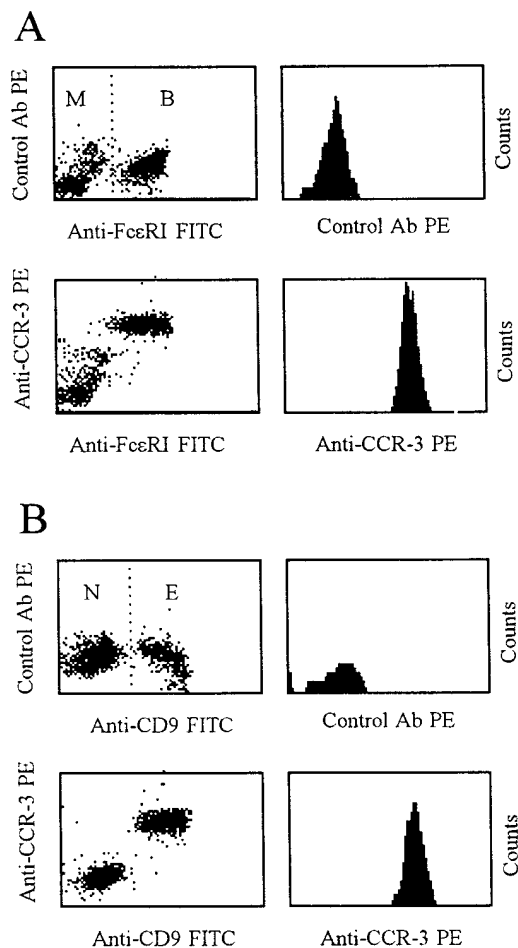 A
Control Ab PE
M
B
Anti-FcεRI FITC
Control Ab PE
Counts
Anti-CCR-3 PE
Anti-FcεRI FITC
Anti-CCR-3 PE
Counts
B
Control Ab PE
N
E
Anti-CD9 FITC
Control Ab PE
Counts
Anti-CCR-3 PE
Anti-CD9 FITC
Anti-CCR-3 PE
Counts